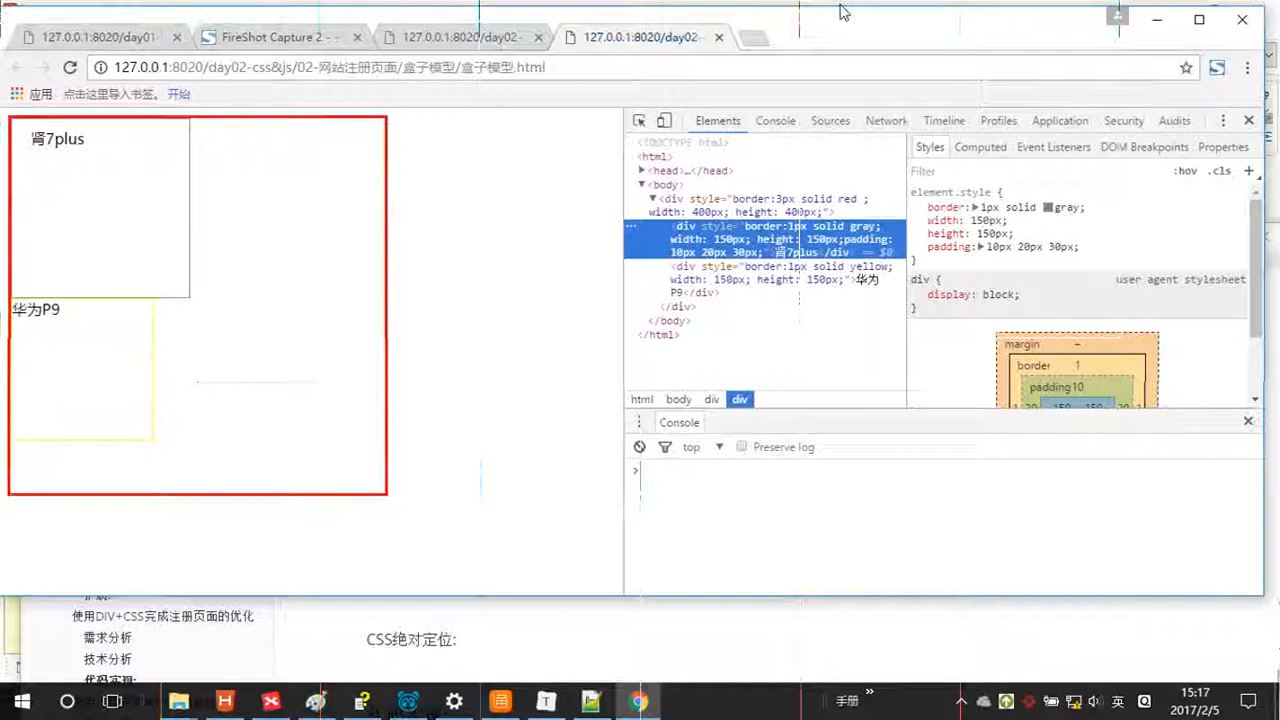 127.0.0.1:8020/day01-
FireShot Capture 2 - -
127.0.0.1:8020/day02-
127.0.0.1:8020/day02-
127.0.0.1:8020/day02-css&js/02-网站注册页面/盒子模型/盒子模型.html
应用 点击这里导入书签。 开始
肾7plus
华为P9
Elements Console Sources Network Timeline Profiles Application Security Audits
<!DOCTYPE html>
<html>
<head>…</head>
<body>
<div style="border:3px solid red ;
width: 400px; height: 400px;">
<div style="border:1px solid gray;
width: 150px; height: 150px;padding:
10px 20px 30px;">肾7plus</div> == $0
<div style="border:1px solid yellow;
width: 150px; height: 150px;">华为
P9</div>
</div>
</body>
</html>
html body div div
Styles Computed Event Listeners DOM Breakpoints Properties
Filter :hov .cls +
element.style {
border: 1px solid gray;
width: 150px;
height: 150px;
padding: 10px 20px 30px;
}
div { user agent stylesheet
display: block;
}
margin -
border 1
padding10
Console
top Preserve log
使用DIV+CSS完成注册页面的优化
需求分析
技术分析
代码实现:
CSS绝对定位:
手册
英
15:17
2017/2/5